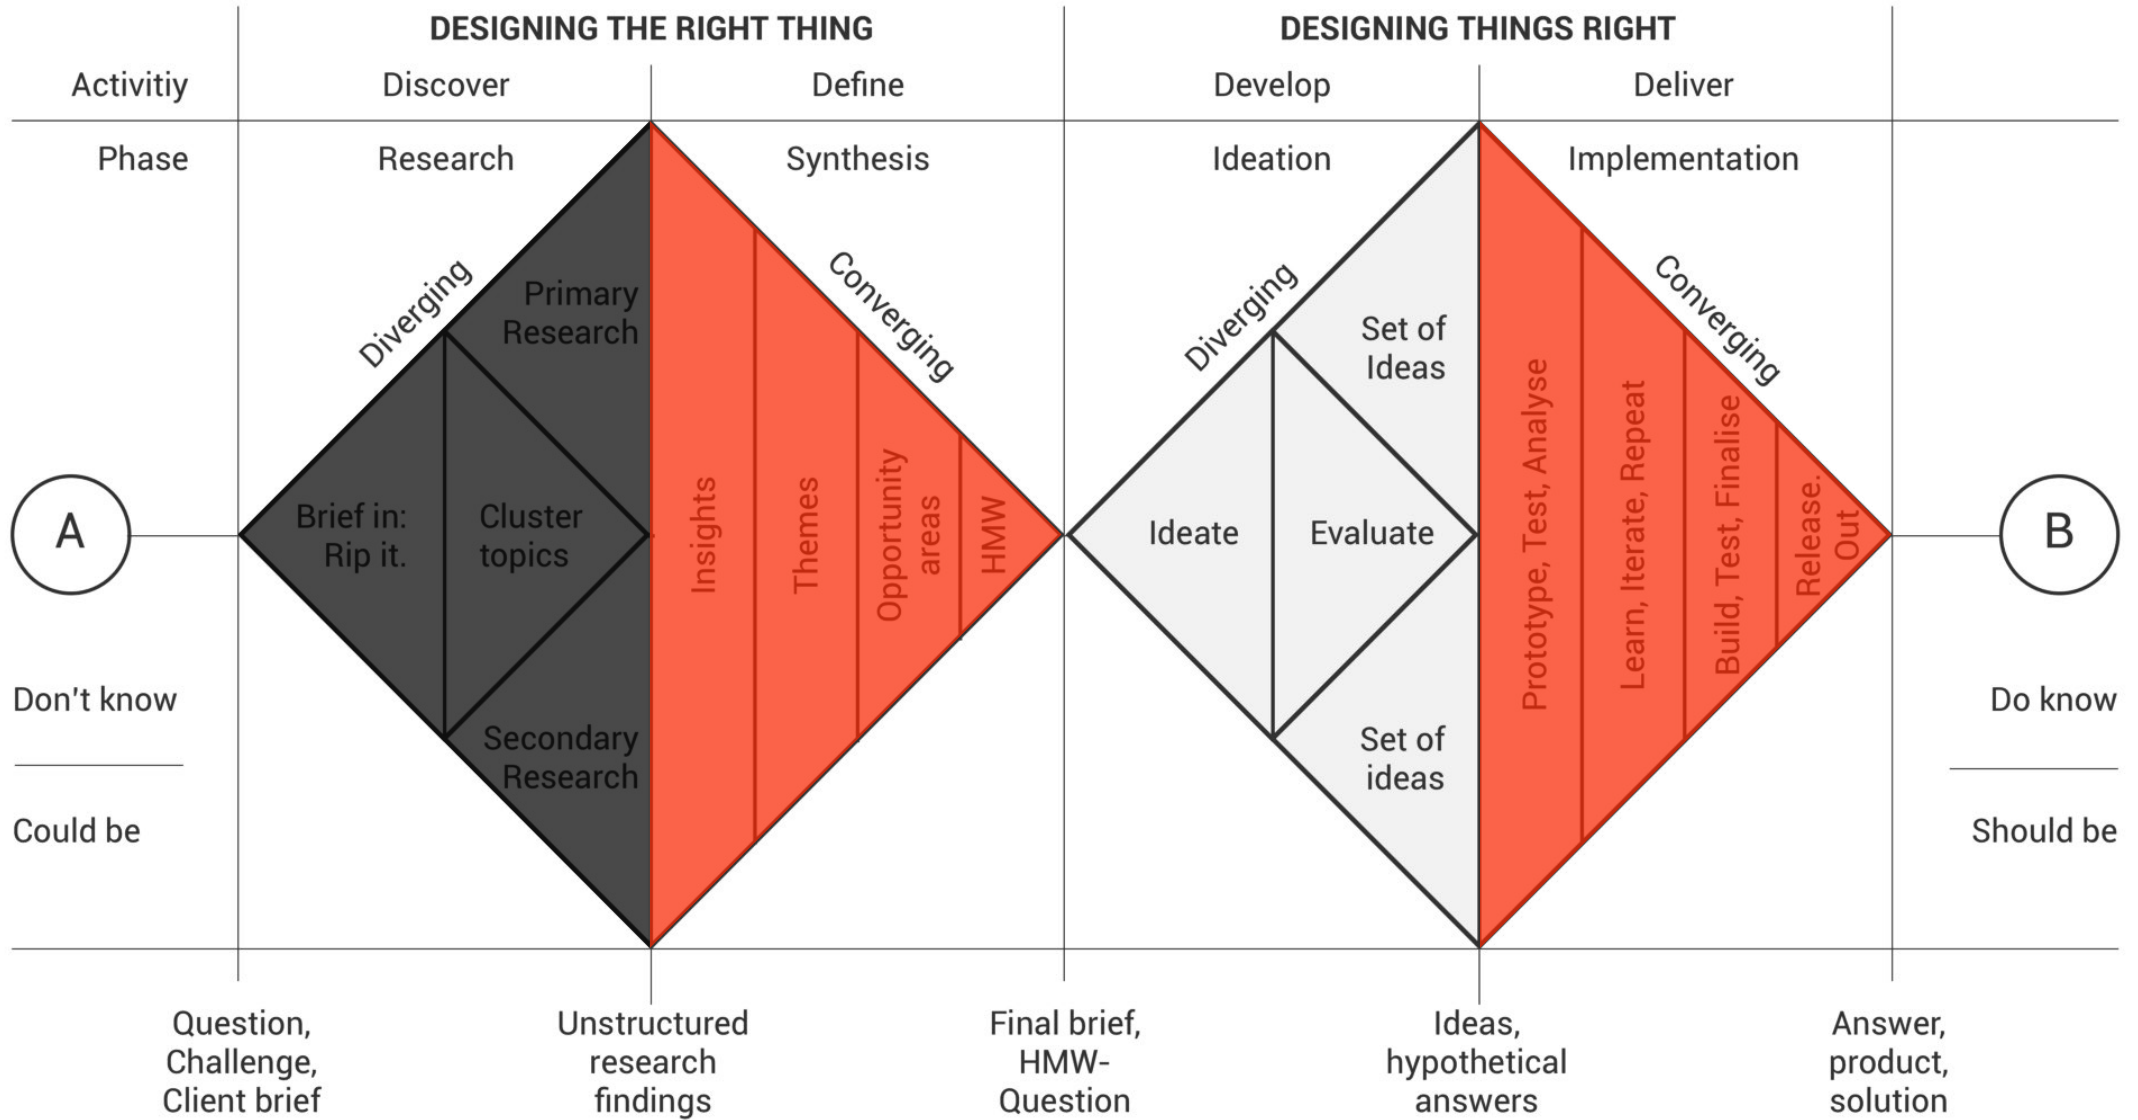 DESIGNING THE RIGHT THING
DESIGNING THINGS RIGHT
Activitiy
Discover
Define
Develop
Deliver
Phase
Research
Synthesis
Ideation
Implementation
Diverging
Converging
Diverging
Converging
Primary
Research
Set of
Ideas
A
Brief in:
Rip it.
Cluster
topics
Insights
Themes
Opportunity
areas
HMW
Ideate
Evaluate
Prototype, Test, Analyse
Learn, Iterate, Repeat
Build, Test, Finalise
Release.
Out
B
Secondary
Research
Set of
ideas
Don't know
Could be
Do know
Should be
Question,
Challenge,
Client brief
Unstructured
research
findings
Final brief,
HMW-
Question
Ideas,
hypothetical
answers
Answer,
product,
solution